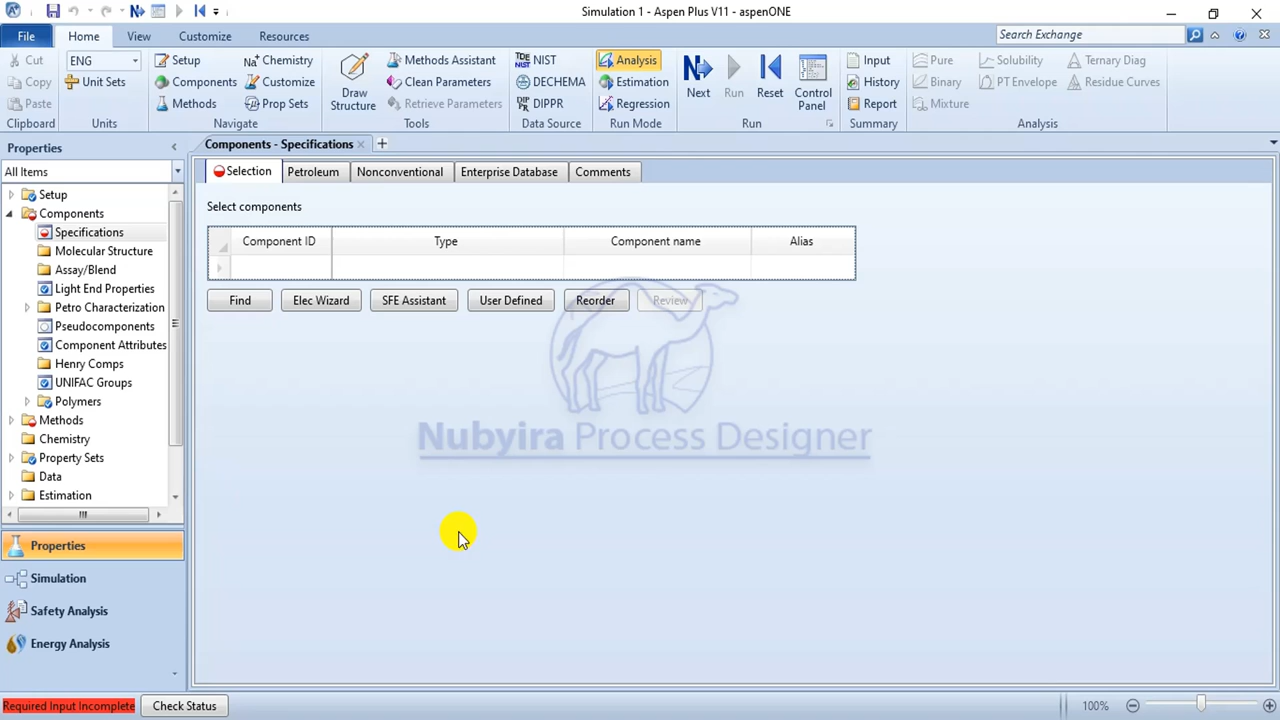 Simulation 1 - Aspen Plus V11 - aspenONE
File Home View Customize Resources Search Exchange
Cut Copy Paste Clipboard
ENG Unit Sets Units
Setup Components Methods Chemistry Customize Prop Sets Navigate
Draw Structure Methods Assistant Clean Parameters Retrieve Parameters Tools
NIST DECHEMA DIPPR Data Source
Analysis Estimation Regression Run Mode
Next Run Reset Control Panel Run
Input History Report Summary
Pure Binary Mixture Solubility PT Envelope Ternary Diag Residue Curves Analysis
Properties
All Items
Setup
Components
Specifications
Molecular Structure
Assay/Blend
Light End Properties
Petro Characterization
Pseudocomponents
Component Attributes
Henry Comps
UNIFAC Groups
Polymers
Methods
Chemistry
Property Sets
Data
Estimation
Properties
Simulation
Safety Analysis
Energy Analysis
Components - Specifications
Selection Petroleum Nonconventional Enterprise Database Comments
Select components
Component ID Type Component name Alias
Find Elec Wizard SFE Assistant User Defined Reorder Review
Nubyira Process Designer
Required Input Incomplete Check Status 100%